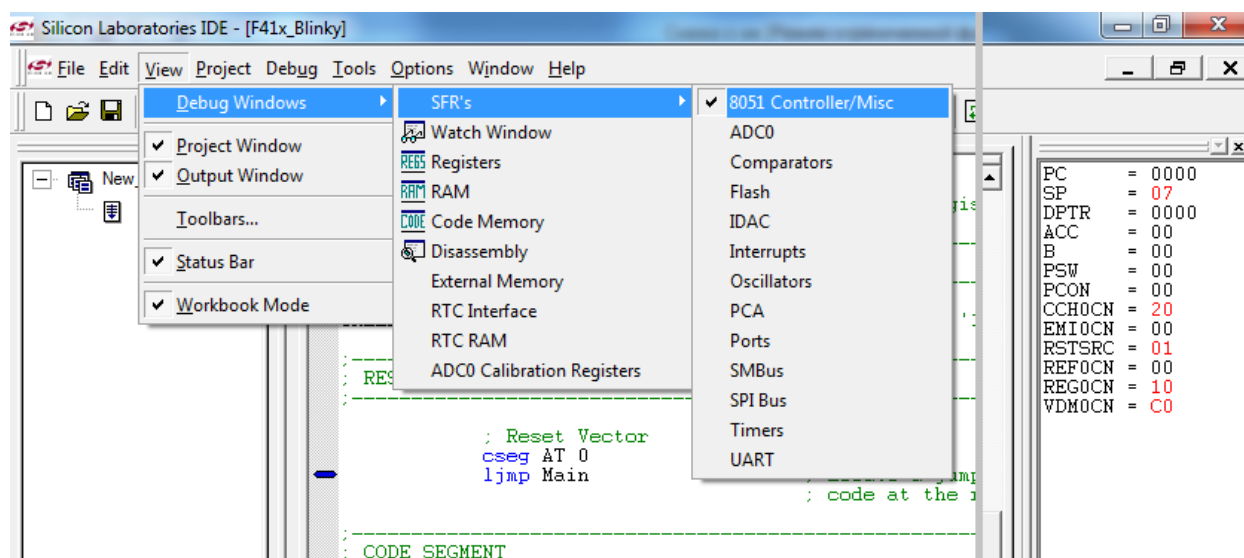 Silicon Laboratories IDE - [F41x_Blinky]
File Edit View Project Debug Tools Options Window Help
Debug Windows
Project Window
Output Window
Toolbars...
Status Bar
Workbook Mode
SFR's
Watch Window
REGS Registers
RAM RAM
CODE Code Memory
Disassembly
External Memory
RTC Interface
RTC RAM
ADC0 Calibration Registers
8051 Controller/Misc
ADC0
Comparators
Flash
IDAC
Interrupts
Oscillators
PCA
Ports
SMBus
SPI Bus
Timers
UART
New_
; RES
; Reset Vector
cseg AT 0
ljmp Main
; code at the
; CODE SEGMENT
PC = 0000
SP = 07
DPTR = 0000
ACC = 00
B = 00
PSW = 00
PCON = 00
CCH0CN = 20
EMI0CN = 00
RSTSRC = 01
REF0CN = 00
REG0CN = 10
VDM0CN = C0